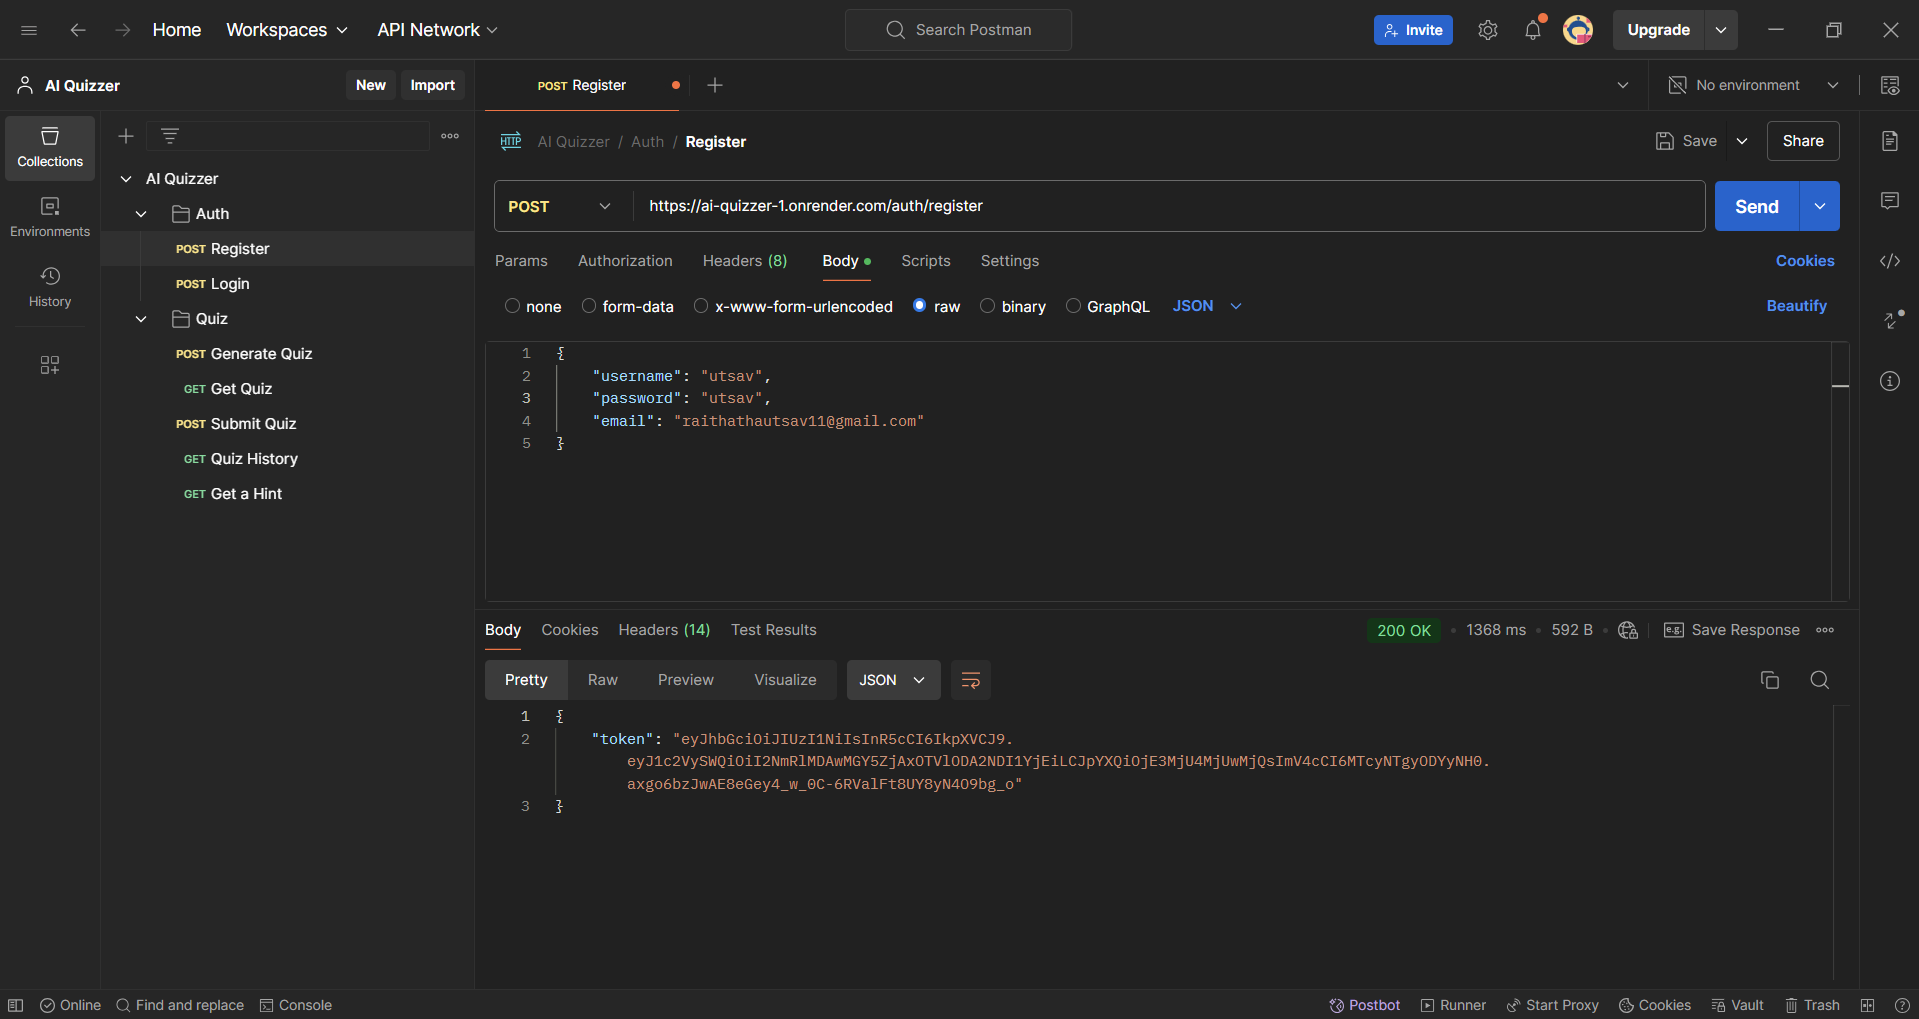 Home Workspaces API Network Search Postman Invite Upgrade
AI Quizzer New Import POST Register No environment
AI Quizzer / Auth / Register Save Share
Collections
Environments
History
AI Quizzer
Auth
POST Register
POST Login
Quiz
POST Generate Quiz
GET Get Quiz
POST Submit Quiz
GET Quiz History
GET Get a Hint
HTTP
POST https://ai-quizzer-1.onrender.com/auth/register Send
Params Authorization Headers (8) Body Scripts Settings Cookies
none form-data x-www-form-urlencoded raw binary GraphQL JSON Beautify
1 {
2 "username": "utsav",
3 "password": "utsav",
4 "email": "raithathautsav11@gmail.com"
5 }
Body Cookies Headers (14) Test Results 200 OK 1368 ms 592 B e.g. Save Response
Pretty Raw Preview Visualize JSON
1 {
2 "token": "eyJhbGciOiJIUzI1NiIsInR5cCI6IkpXVCJ9.
eyJ1c2VySWQiOiI2NmRlMDAwMGY5ZjAxOTVlODA2NDI1YjEiLCJpYXQiOjE3MjU4MjUwMjQsImV4cCI6MTcyNTgyODYyNH0.
axgo6bzJwAE8eGey4_w_0C-6RValFt8UY8yN4O9bg_o"
3 }
Online Find and replace Console Postbot Runner Start Proxy Cookies Vault Trash